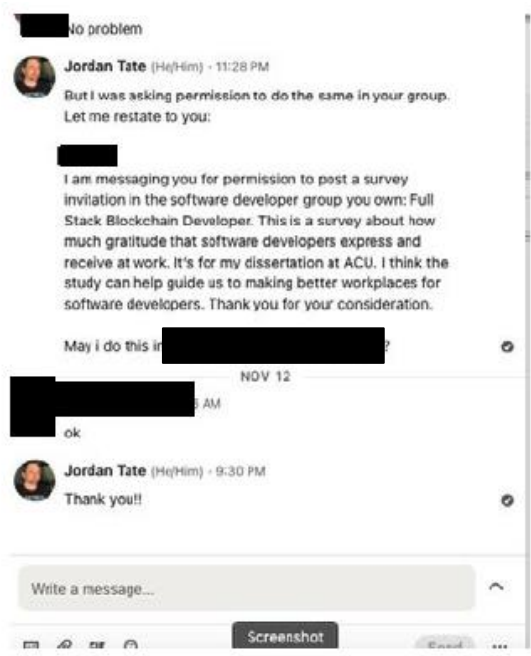 No problem
Jordan Tate (He/Him) · 11:28 PM
But I was asking permission to do the same in your group.
Let me restate to you:
I am messaging you for permission to post a survey
invitation in the software developer group you own: Full
Stack Blockchain Developer. This is a survey about how
much gratitude that software developers express and
receive at work. It's for my dissertation at ACU. I think the
study can help guide us to making better workplaces for
software developers. Thank you for your consideration.
May i do this in ?
NOV 12
AM
ok
Jordan Tate (He/Him) · 9:30 PM
Thank you!!
Write a message...
Screenshot
Send